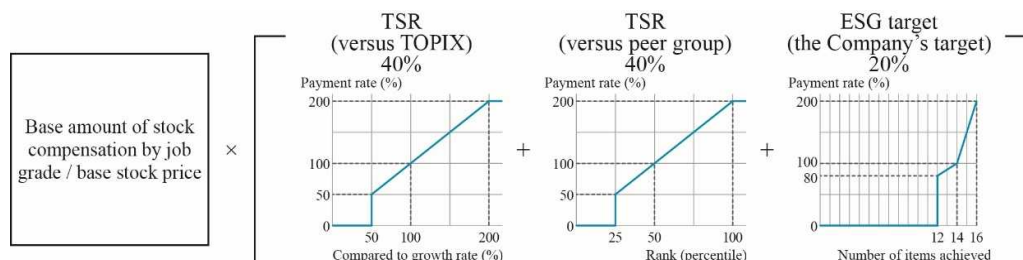 Base amount of stock
compensation by job
grade / base stock price
×
TSR
(versus TOPIX)
40%
Payment rate (%)
200
100
50
0
50 100 200
Compared to growth rate (%)
+
TSR
(versus peer group)
40%
Payment rate (%)
200
100
50
0
25 50 100
Rank (percentile)
+
ESG target
(the Company's target)
20%
Payment rate (%)
200
100
80
0
12 14 16
Number of items achieved